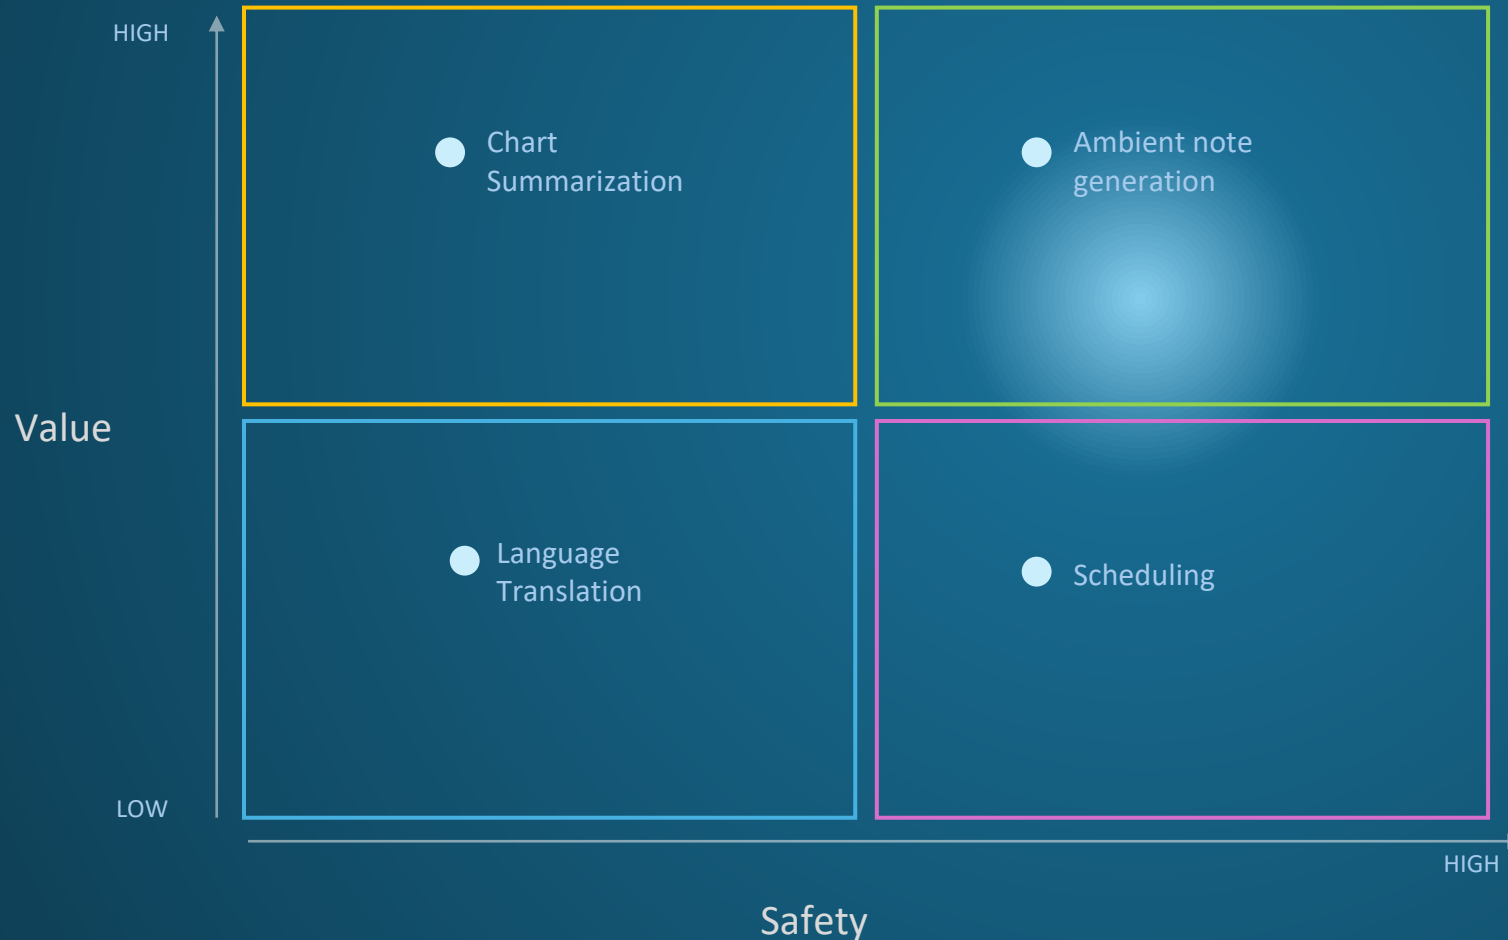 HIGH
Chart
Summarization
Ambient note
generation
Value
Language
Translation
Scheduling
LOW
HIGH
Safety